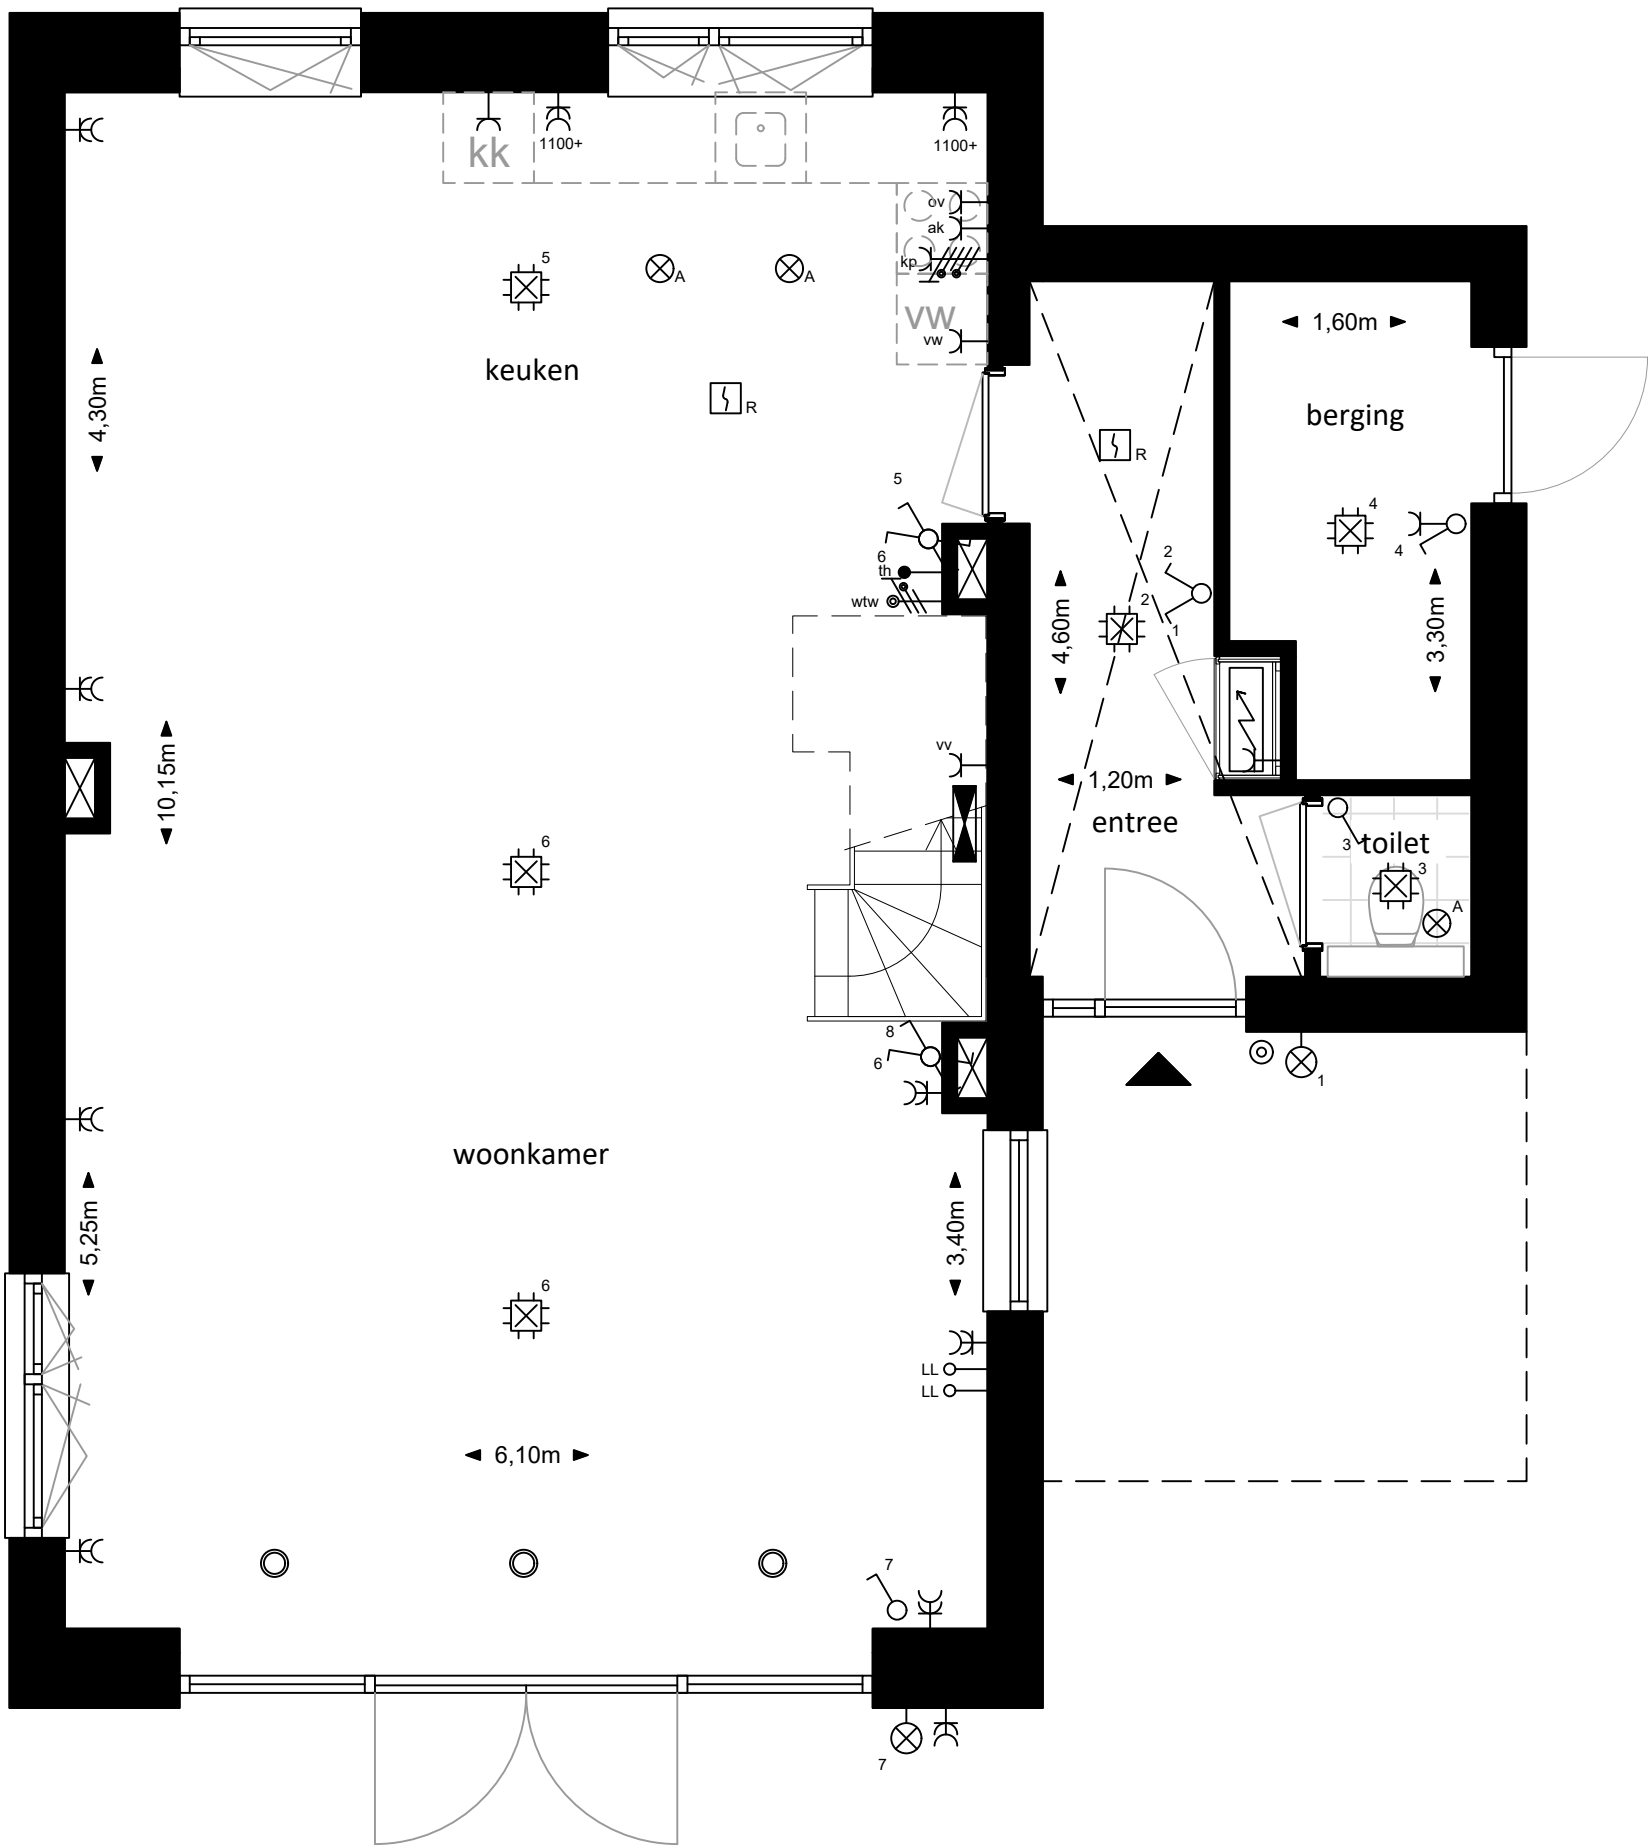 kk
1100+
1100+
ov
ak
kp
vw
vw
5
A
A
keuken
R
4,30m
1,60m
berging
R
4
4
3,30m
5
6
th
wtw
2
1
2
4,60m
10,15m
vv
1,20m
entree
6
toilet
3
3
A
8
6
1
woonkamer
5,25m
3,40m
6
LL
LL
6,10m
7
7